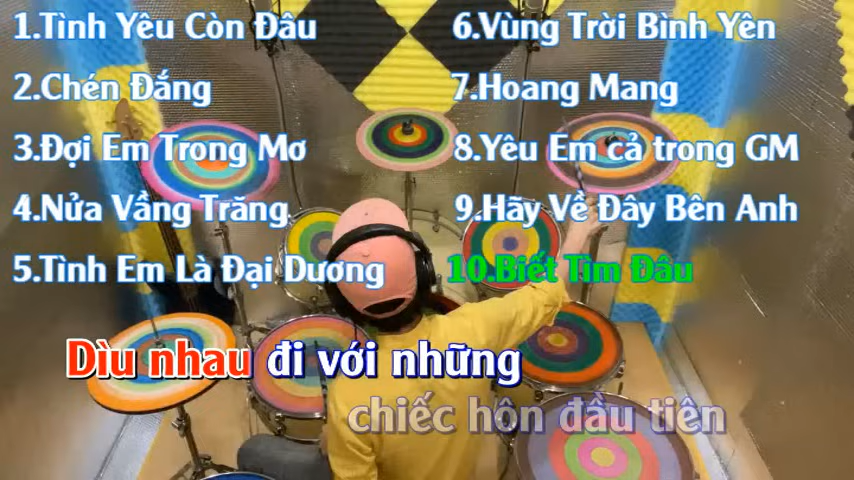 1.Tình Yêu Còn Đâu
2.Chén Đắng
3.Đợi Em Trong Mơ
4.Nửa Vầng Trăng
5.Tình Em Là Đại Dương
6.Vùng Trời Bình Yên
7.Hoang Mang
8.Yêu Em cả trong GM
9.Hãy Về Đây Bên Anh
10.Biết Tìm Đâu
Dìu nhau đi với những
chiếc hôn đầu tiên